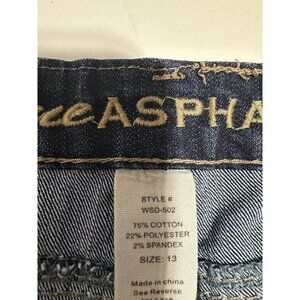 ASPHA
STYLE #
WSD-502
76% COTTON
22% POLYESTER
2% SPANDEX
SIZE: 13
Made in china
See Reverse